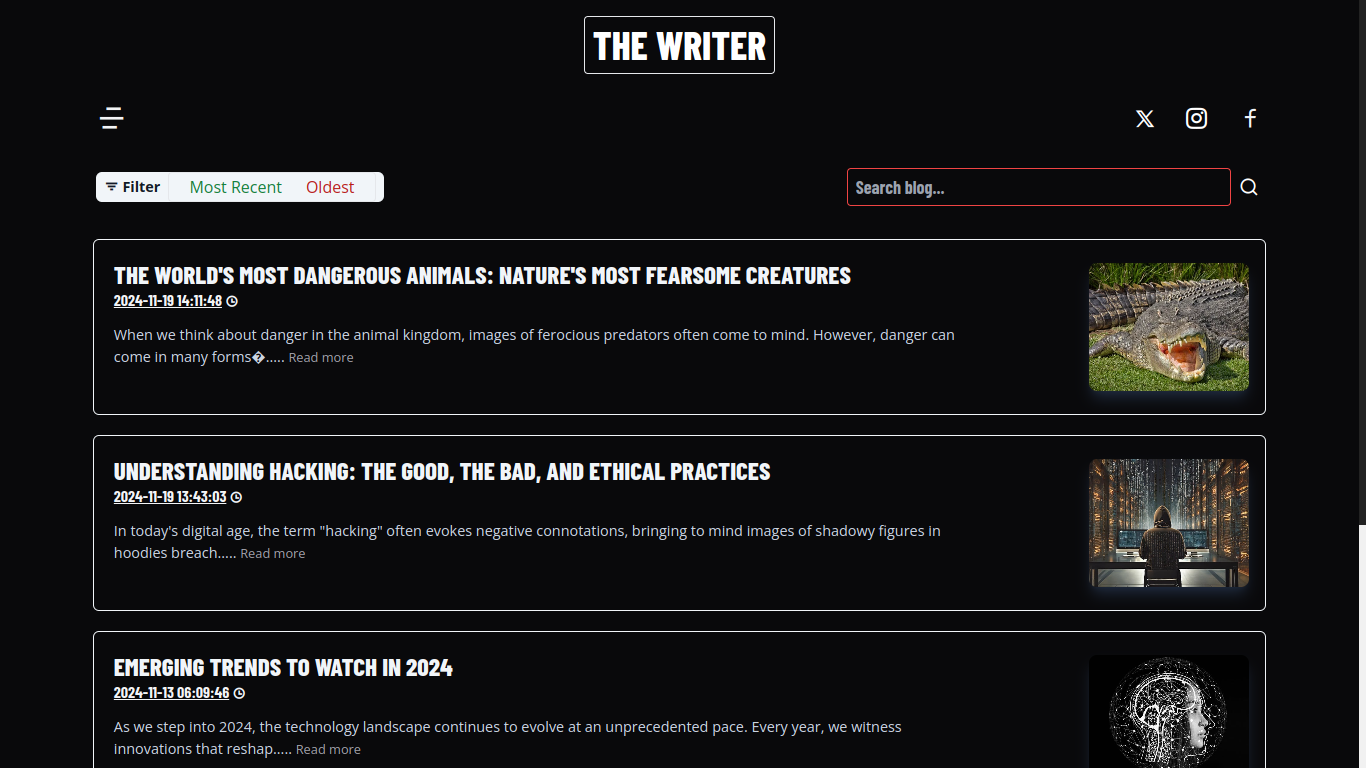 THE WRITER
Filter Most Recent Oldest
Search blog...
THE WORLD'S MOST DANGEROUS ANIMALS: NATURE'S MOST FEARSOME CREATURES
2024-11-19 14:11:48
When we think about danger in the animal kingdom, images of ferocious predators often come to mind. However, danger can
come in many forms�..... Read more
UNDERSTANDING HACKING: THE GOOD, THE BAD, AND ETHICAL PRACTICES
2024-11-19 13:43:03
In today's digital age, the term "hacking" often evokes negative connotations, bringing to mind images of shadowy figures in
hoodies breach..... Read more
EMERGING TRENDS TO WATCH IN 2024
2024-11-13 06:09:46
As we step into 2024, the technology landscape continues to evolve at an unprecedented pace. Every year, we witness
innovations that reshap..... Read more